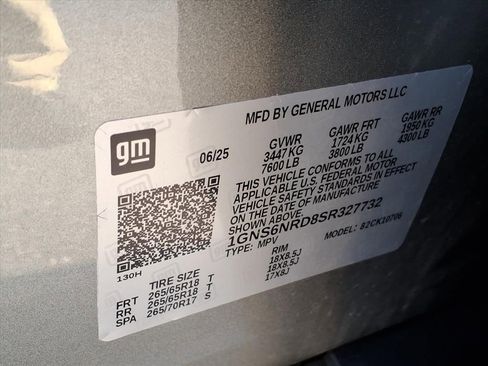 MFD BY GENERAL MOTORS LLC
gm
06/25
GVWR GAWR FRT GAWR RR
3447 KG 1724 KG 1950 KG
7600 LB 3800 LB 4300 LB
THIS VEHICLE CONFORMS TO ALL
APPLICABLE U.S. FEDERAL MOTOR
VEHICLE SAFETY STANDARDS IN EFFECT
ON THE DATE OF MANUFACTURE
SHOWN ABOVE.
1GNS6NRD8SR327732
TYPE: MPV MODEL: 82CK10706
130H
TIRE SIZE RIM
FRT 265/65R18 T 18X8.5J
RR 265/65R18 T 18X8.5J
SPA 265/70R17 S 17X8J